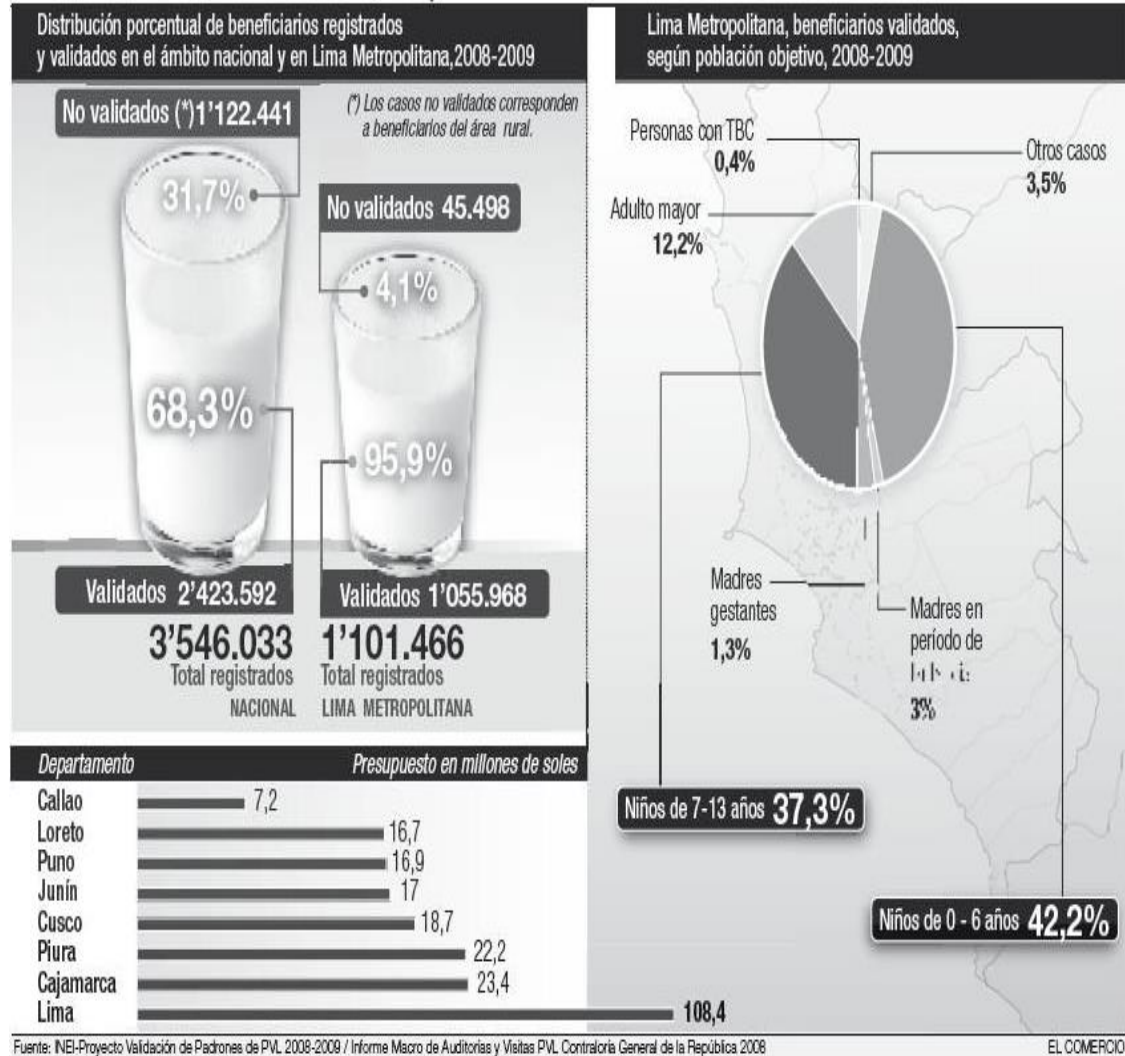 Distribución porcentual de beneficiarios registrados
y validados en el ámbito nacional y en Lima Metropolitana,2008-2009
No validados (*)1'122.441
(*) Los casos no validados corresponden
a beneficiarios del área rural.
31,7%
No validados 45.498
4,1%
68,3%
95,9%
Validados 2'423.592
Validados 1'055.968
3'546.033
Total registrados
NACIONAL
1'101.466
Total registrados
LIMA METROPOLITANA
Departamento
Presupuesto en millones de soles
Callao 7,2
Loreto 16,7
Puno 16,9
Junín 17
Cusco 18,7
Piura 22,2
Cajamarca 23,4
Lima 108,4
Lima Metropolitana, beneficiarios validados,
según población objetivo, 2008-2009
Personas con TBC
0,4%
Otros casos
3,5%
Adulto mayor
12,2%
Madres
gestantes
1,3%
Madres en
período de
3%
Niños de 7-13 años 37,3%
Niños de 0 - 6 años 42,2%
Fuente: INEI-Proyecto Validación de Padrones de PVL 2008-2009 / Informe Macro de Auditorias y Visitas PVL Contraloría General de la República 2008
EL COMERCIO